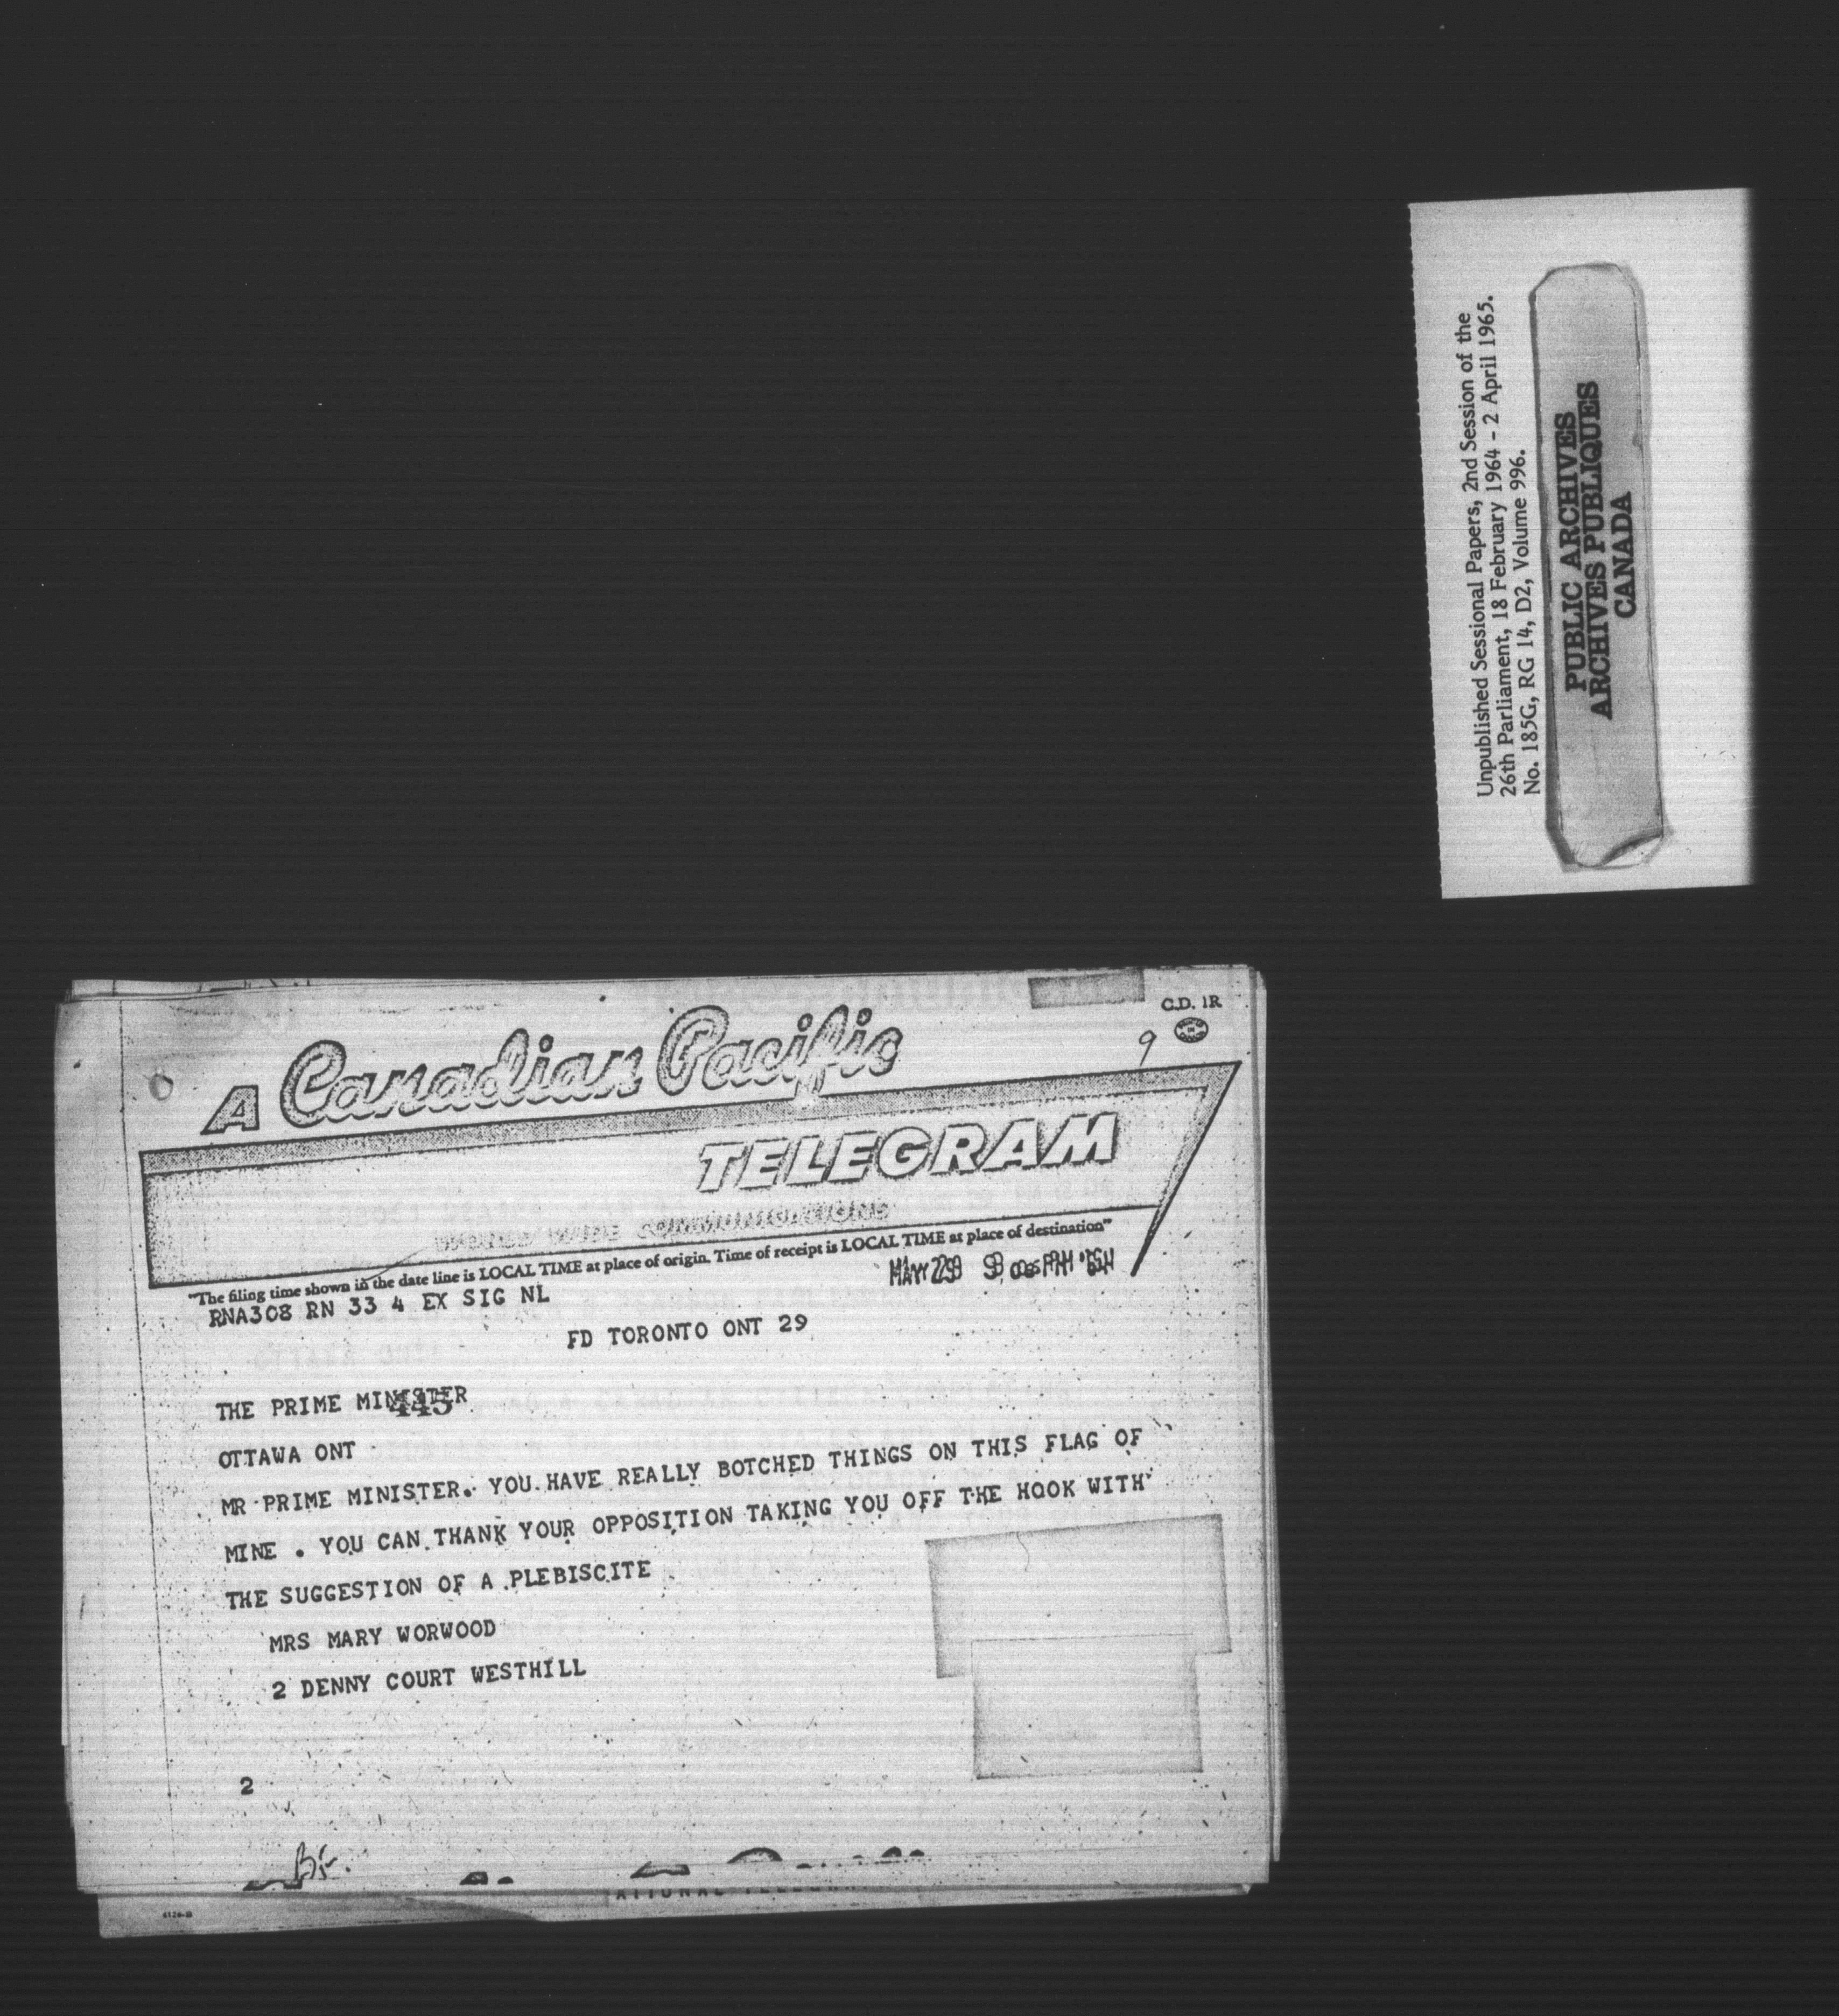 Unpublished Sessional Papers, 2nd Session of the
26th Parliament, 18 February 1964 - 2 April 1965.
No. 185G, RG 14, D2, Volume 996.
PUBLIC ARCHIVES
ARCHIVES PUBLIQUES
CANADA
C.D. 1R
9
A Canadian Pacific
TELEGRAM
COMMUNICATIONS
"The filing time shown in the date line is LOCAL TIME at place of origin. Time of receipt is LOCAL TIME at place of destination"
MAY 29
RNA308 RN 33 4 EX SIG NL
FD TORONTO ONT 29
THE PRIME MINISTER
445
OTTAWA ONT
MR PRIME MINISTER. YOU HAVE REALLY BOTCHED THINGS ON THIS FLAG OF
MINE . YOU CAN THANK YOUR OPPOSITION TAKING YOU OFF THE HOOK WITH
THE SUGGESTION OF A PLEBISCITE
MRS MARY WORWOOD
2 DENNY COURT WESTHILL
2
BF.
6124-B